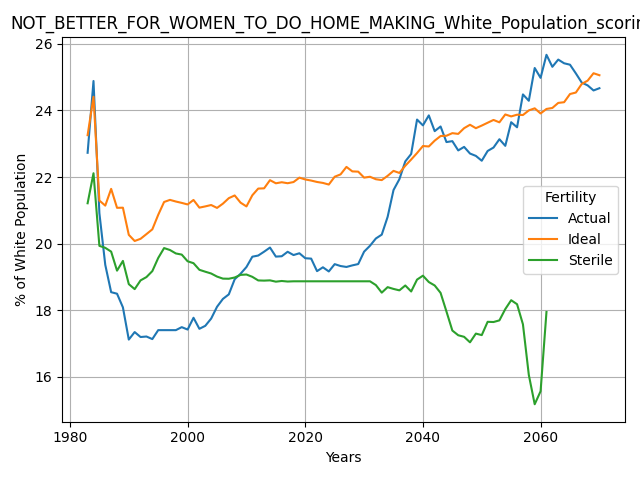 NOT_BETTER_FOR_WOMEN_TO_DO_HOME_MAKING_White_Population_scorin
26
24
22
20
18
16
% of White Population
Fertility
Actual
Ideal
Sterile
1980
2000
2020
2040
2060
Years